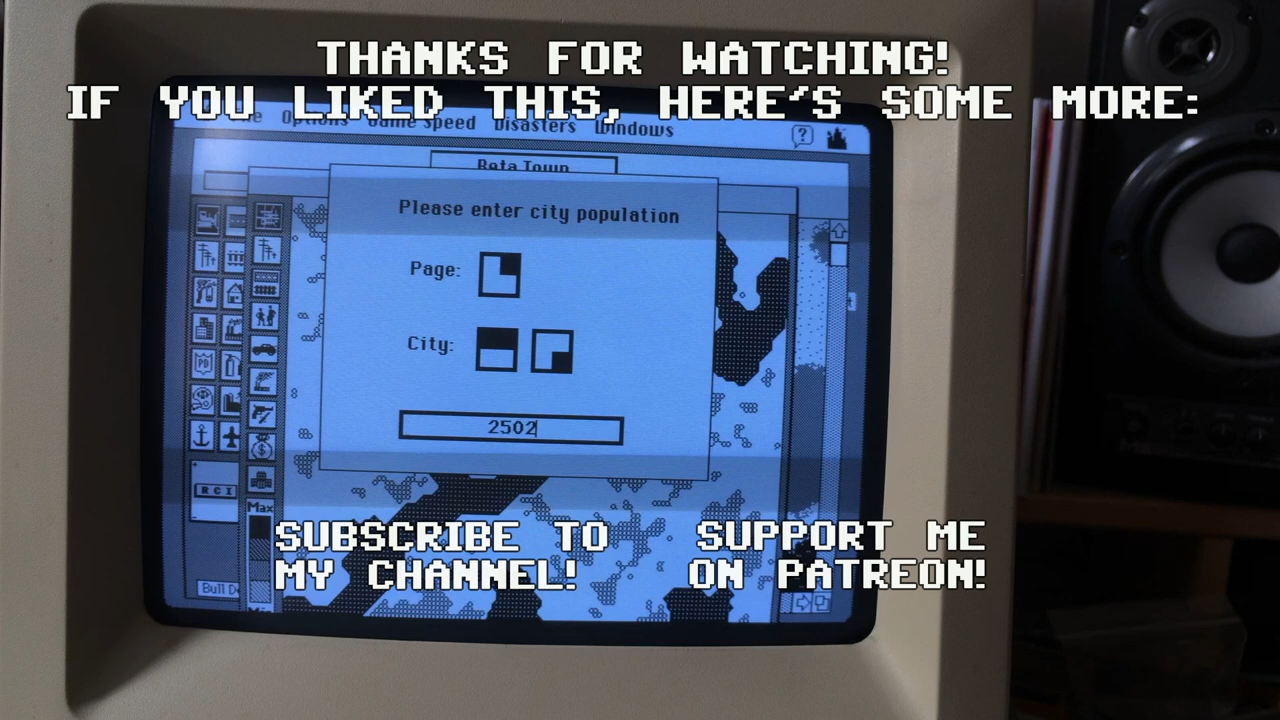 THANKS FOR WATCHING!
IF YOU LIKED THIS, HERE'S SOME MORE:
Options Game Speed Disasters Windows
?
Beta Town
Please enter city population
Page:
City:
2502
PD
$
R C I
Max
SUBSCRIBE TO
MY CHANNEL!
SUPPORT ME
ON PATREON!